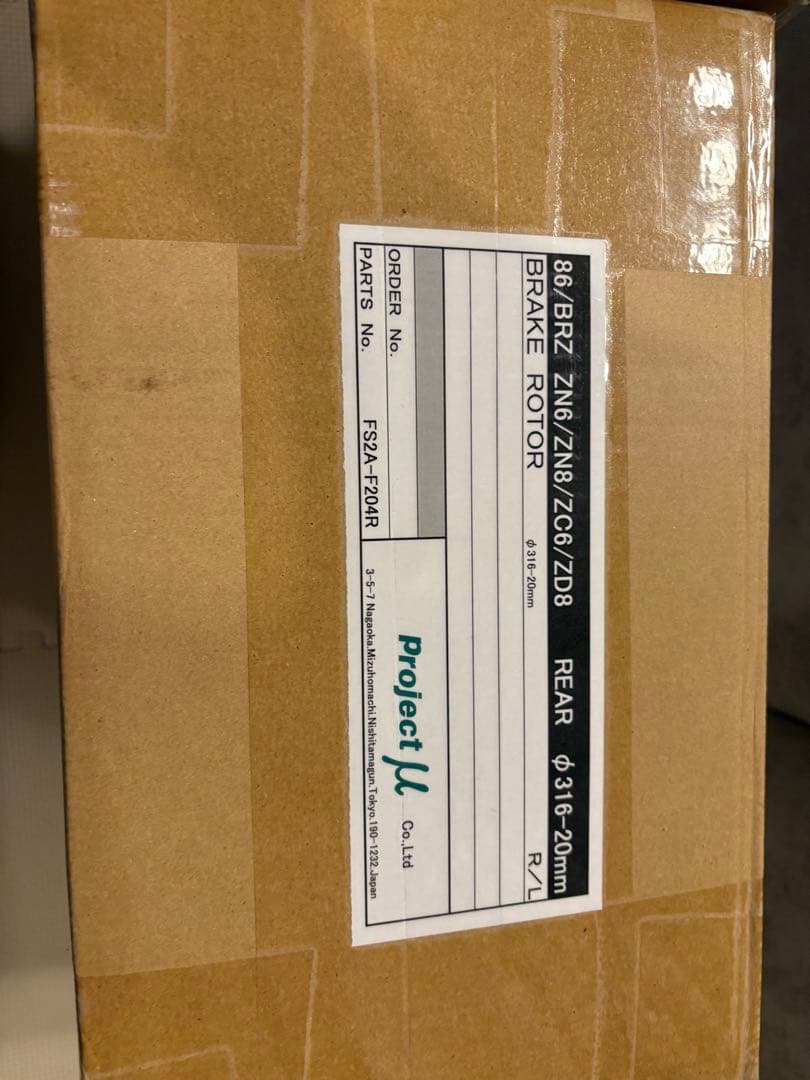 86/BRZ ZN6/ZN8/ZC6/ZD8 REAR φ316-20mm
BRAKE ROTOR φ316-20mm R/L
ORDER No.
PARTS No. FS2A-F204R
Project μ Co.,Ltd
3-5-7 Nagaoka.Mizuhomachi.Nishitamagun.Tokyo.190-1232.Japan